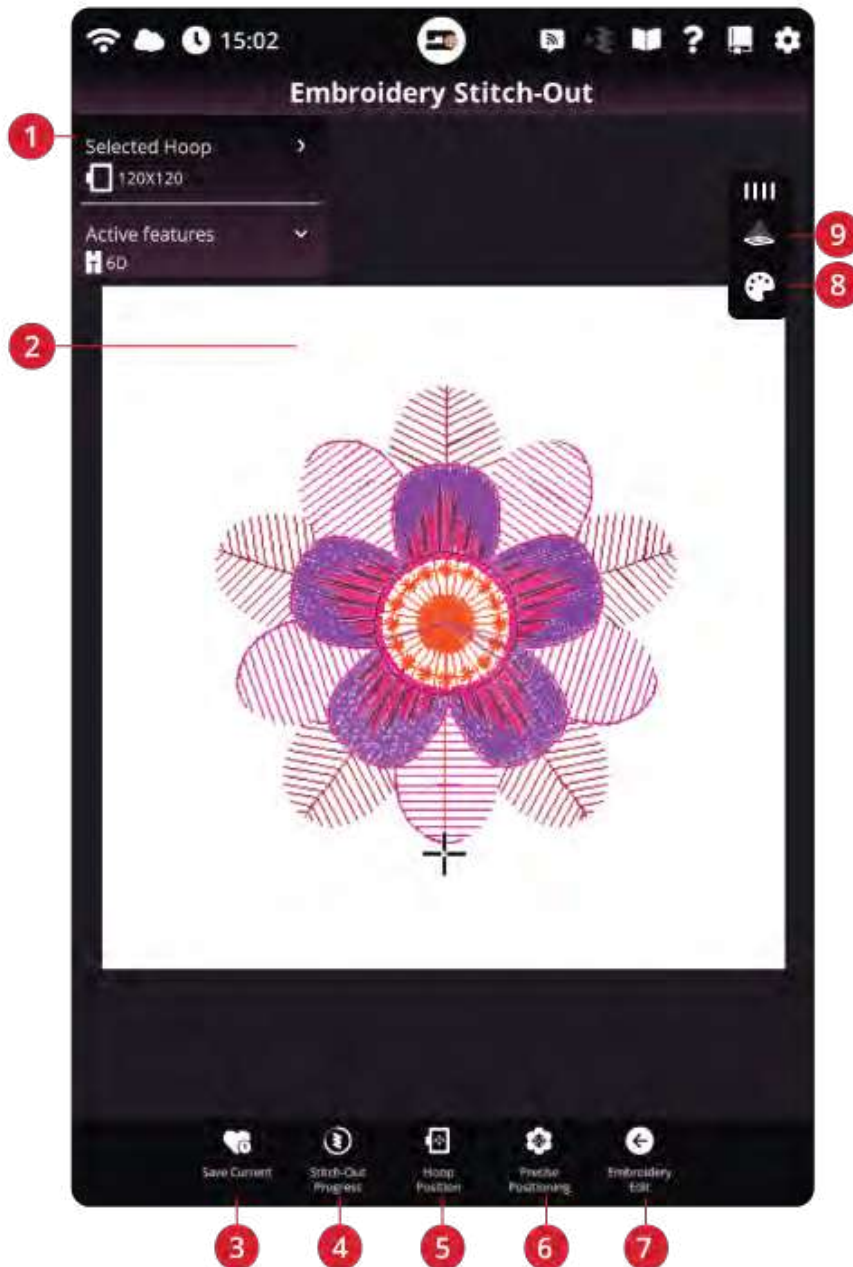 15:02
?
Embroidery Stitch-Out
1
Selected Hoop
120X120
Active features
6D
9
8
2
Save Current
Stitch-Out
Progress
Hoop
Position
Precise
Positioning
Embroidery
Edit
3
4
5
6
7